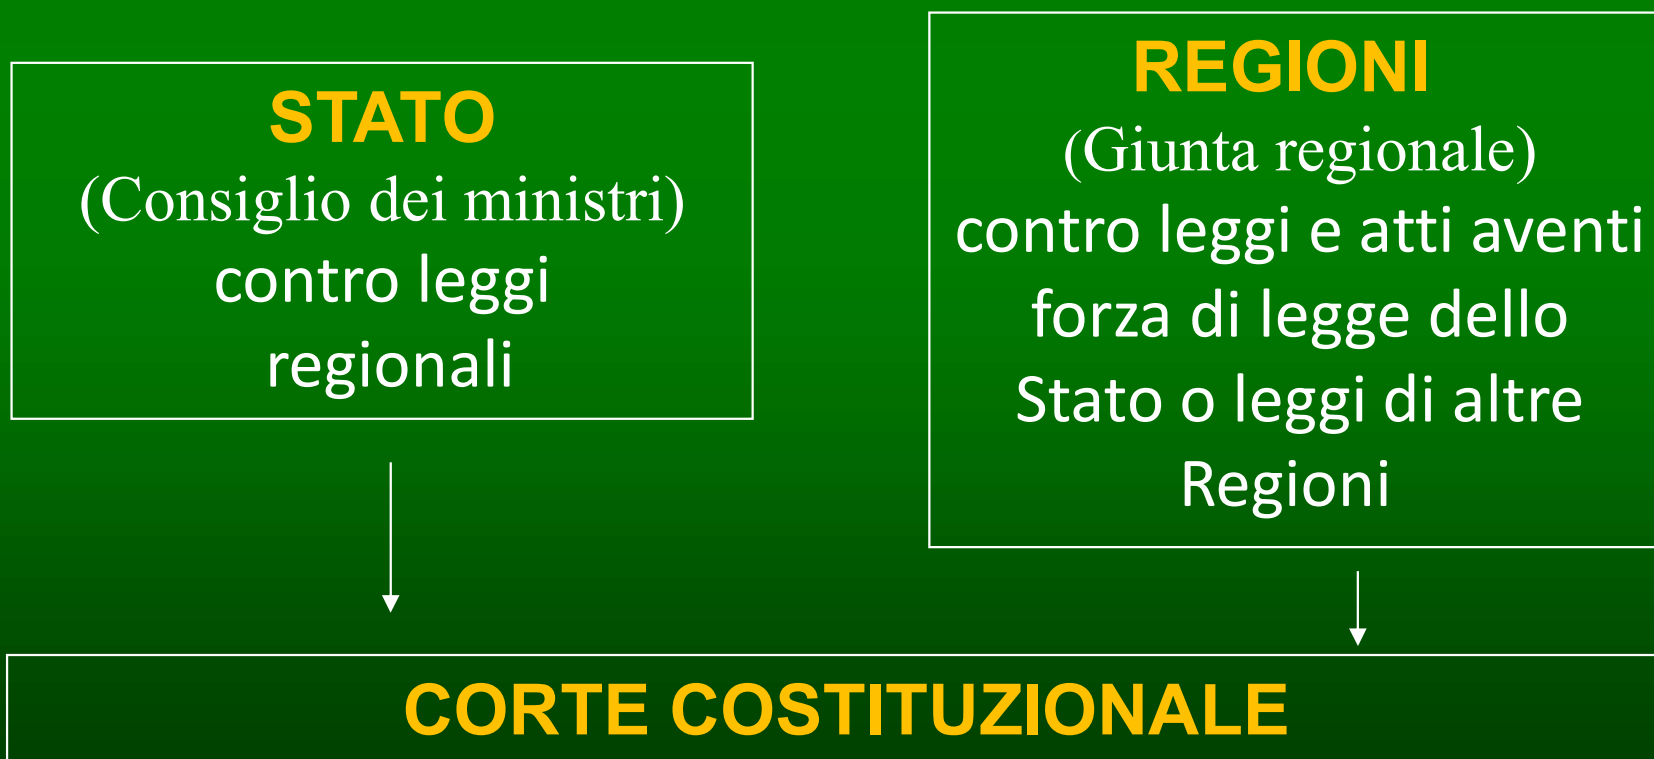 STATO
(Consiglio dei ministri)
contro leggi
regionali
REGIONI
(Giunta regionale)
contro leggi e atti aventi
forza di legge dello
Stato o leggi di altre
Regioni
CORTE COSTITUZIONALE